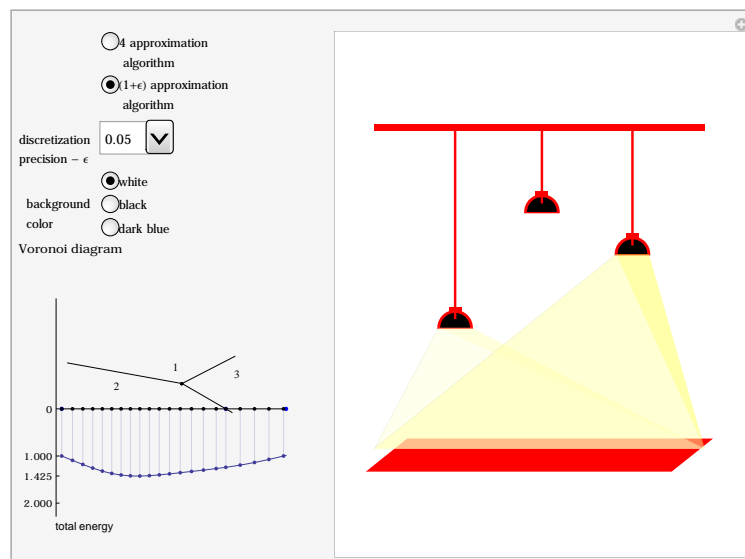 4 approximation
algorithm
(1+ϵ) approximation
algorithm
discretization
precision – ϵ
0.05
white
background
color
black
dark blue
Voronoi diagram
1
2
3
0
1.000
1.425
2.000
total energy